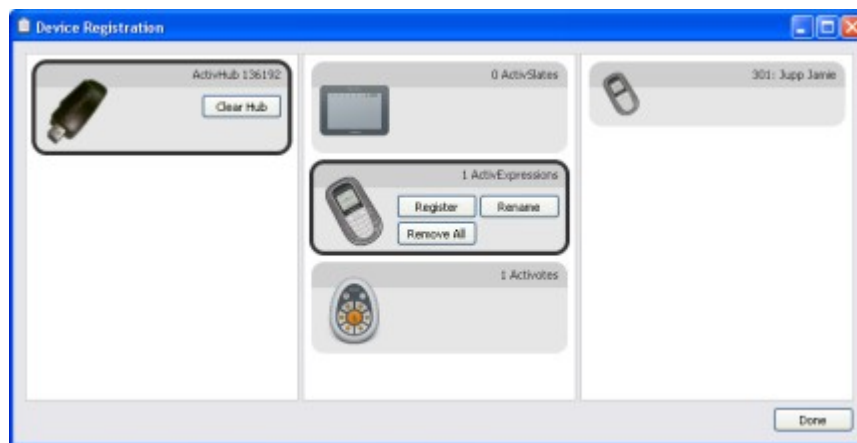 Device Registration
ActivHub 136192
Clear Hub
0 ActivSlates
1 ActivExpressions
Register Rename
Remove All
1 Activotes
301: Jupp Jamie
Done